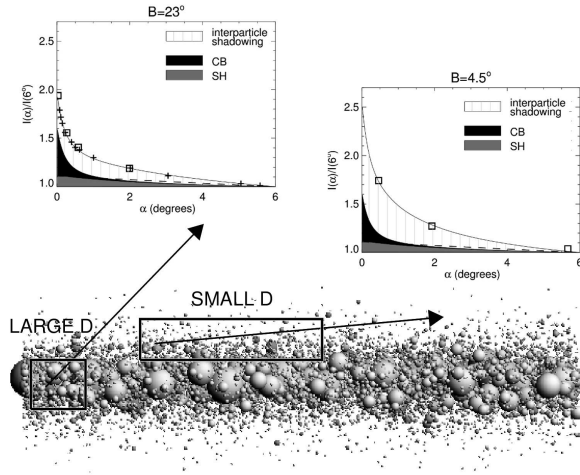 B=23°
I(α)/I(6°)
2.5
2.0
1.5
1.0
interparticle
shadowing
CB
SH
0 2 4 6
α (degrees)
B=4.5°
I(α)/I(6°)
2.5
2.0
1.5
1.0
interparticle
shadowing
CB
SH
0 2 4 6
α (degrees)
SMALL D
LARGE D